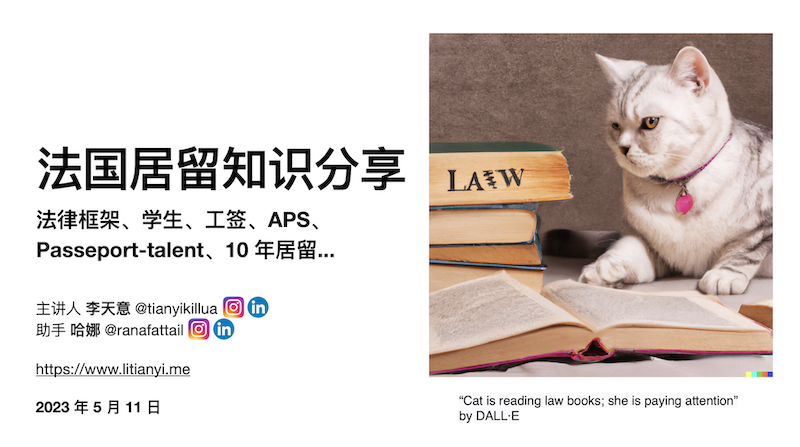 法国居留知识分享
法律框架、学生、工签、APS、
Passeport-talent、10 年居留...
主讲人 李天意 @tianyikillua
助手 哈娜 @ranafattail
https://www.litianyi.me
2023 年 5 月 11 日
LAW
“Cat is reading law books; she is paying attention”
by DALL·E